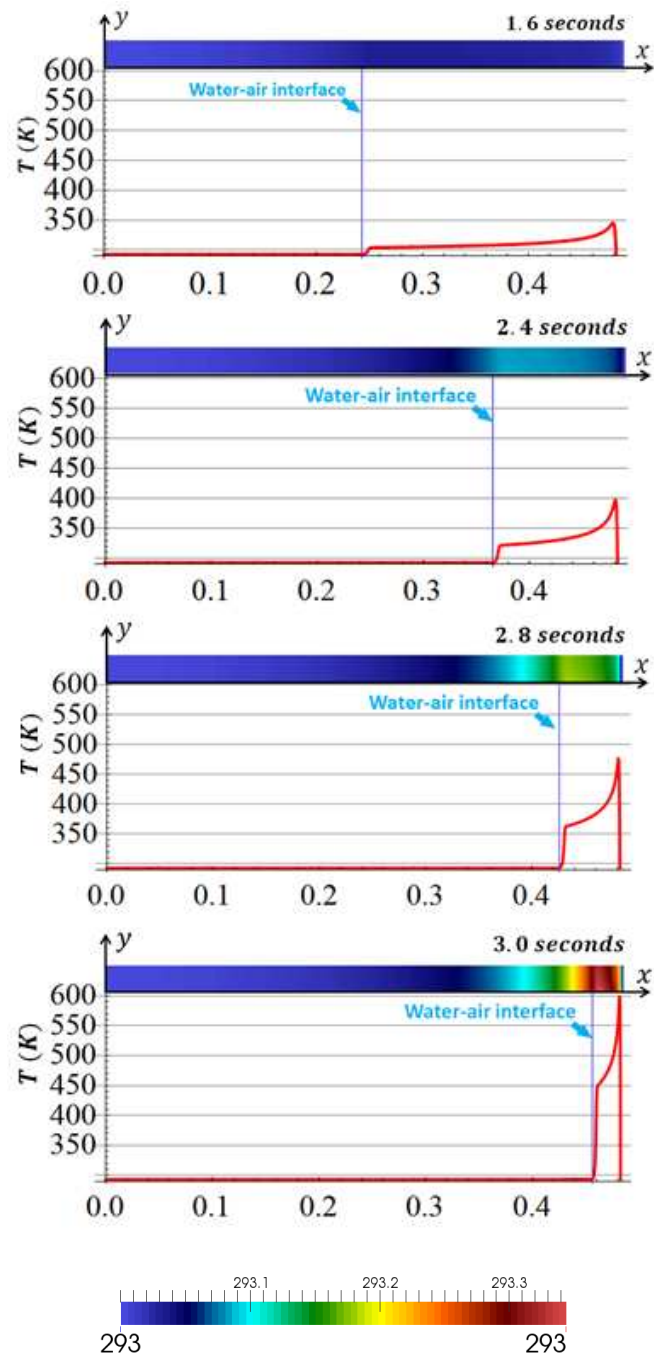 y
1.6 seconds
x
T (K)
600
550
500
450
400
350
Water-air interface
0.0 0.1 0.2 0.3 0.4
y
2.4 seconds
x
T (K)
600
550
500
450
400
350
Water-air interface
0.0 0.1 0.2 0.3 0.4
y
2.8 seconds
x
T (K)
600
550
500
450
400
350
Water-air interface
0.0 0.1 0.2 0.3 0.4
y
3.0 seconds
x
T (K)
600
550
500
450
400
350
Water-air interface
0.0 0.1 0.2 0.3 0.4
293.1 293.2 293.3
293 293